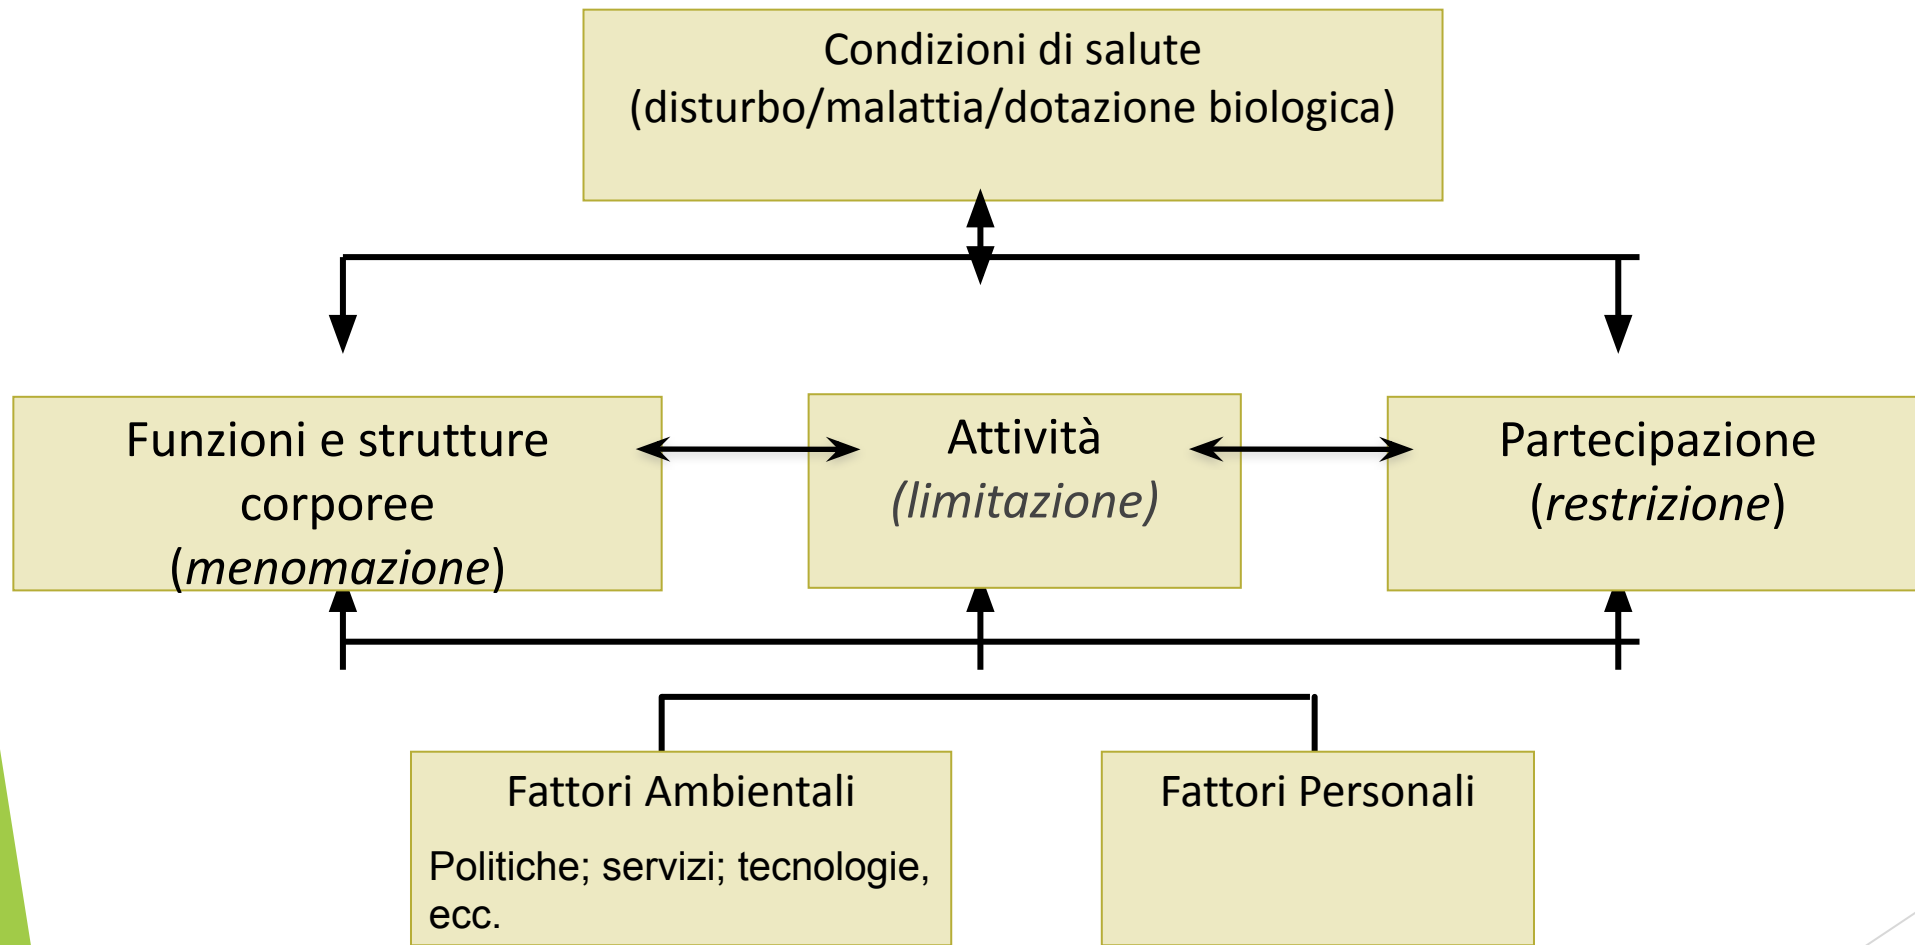 Condizioni di salute
(disturbo/malattia/dotazione biologica)
Funzioni e strutture
corporee
(menomazione)
Attività
(limitazione)
Partecipazione
(restrizione)
Fattori Ambientali
Politiche; servizi; tecnologie,
ecc.
Fattori Personali